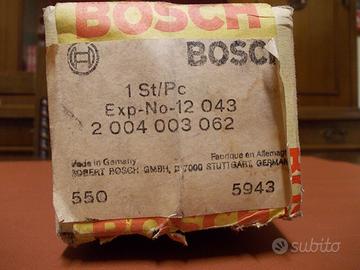 BOSCH
BOSCH
1 St/Pc
Exp-No-12 043
2 004 003 062
Made in Germany
Fabriqué en Allemagne
ROBERT BOSCH GMBH, D 7000 STUTTGART, GERMANY
550
5943
subito